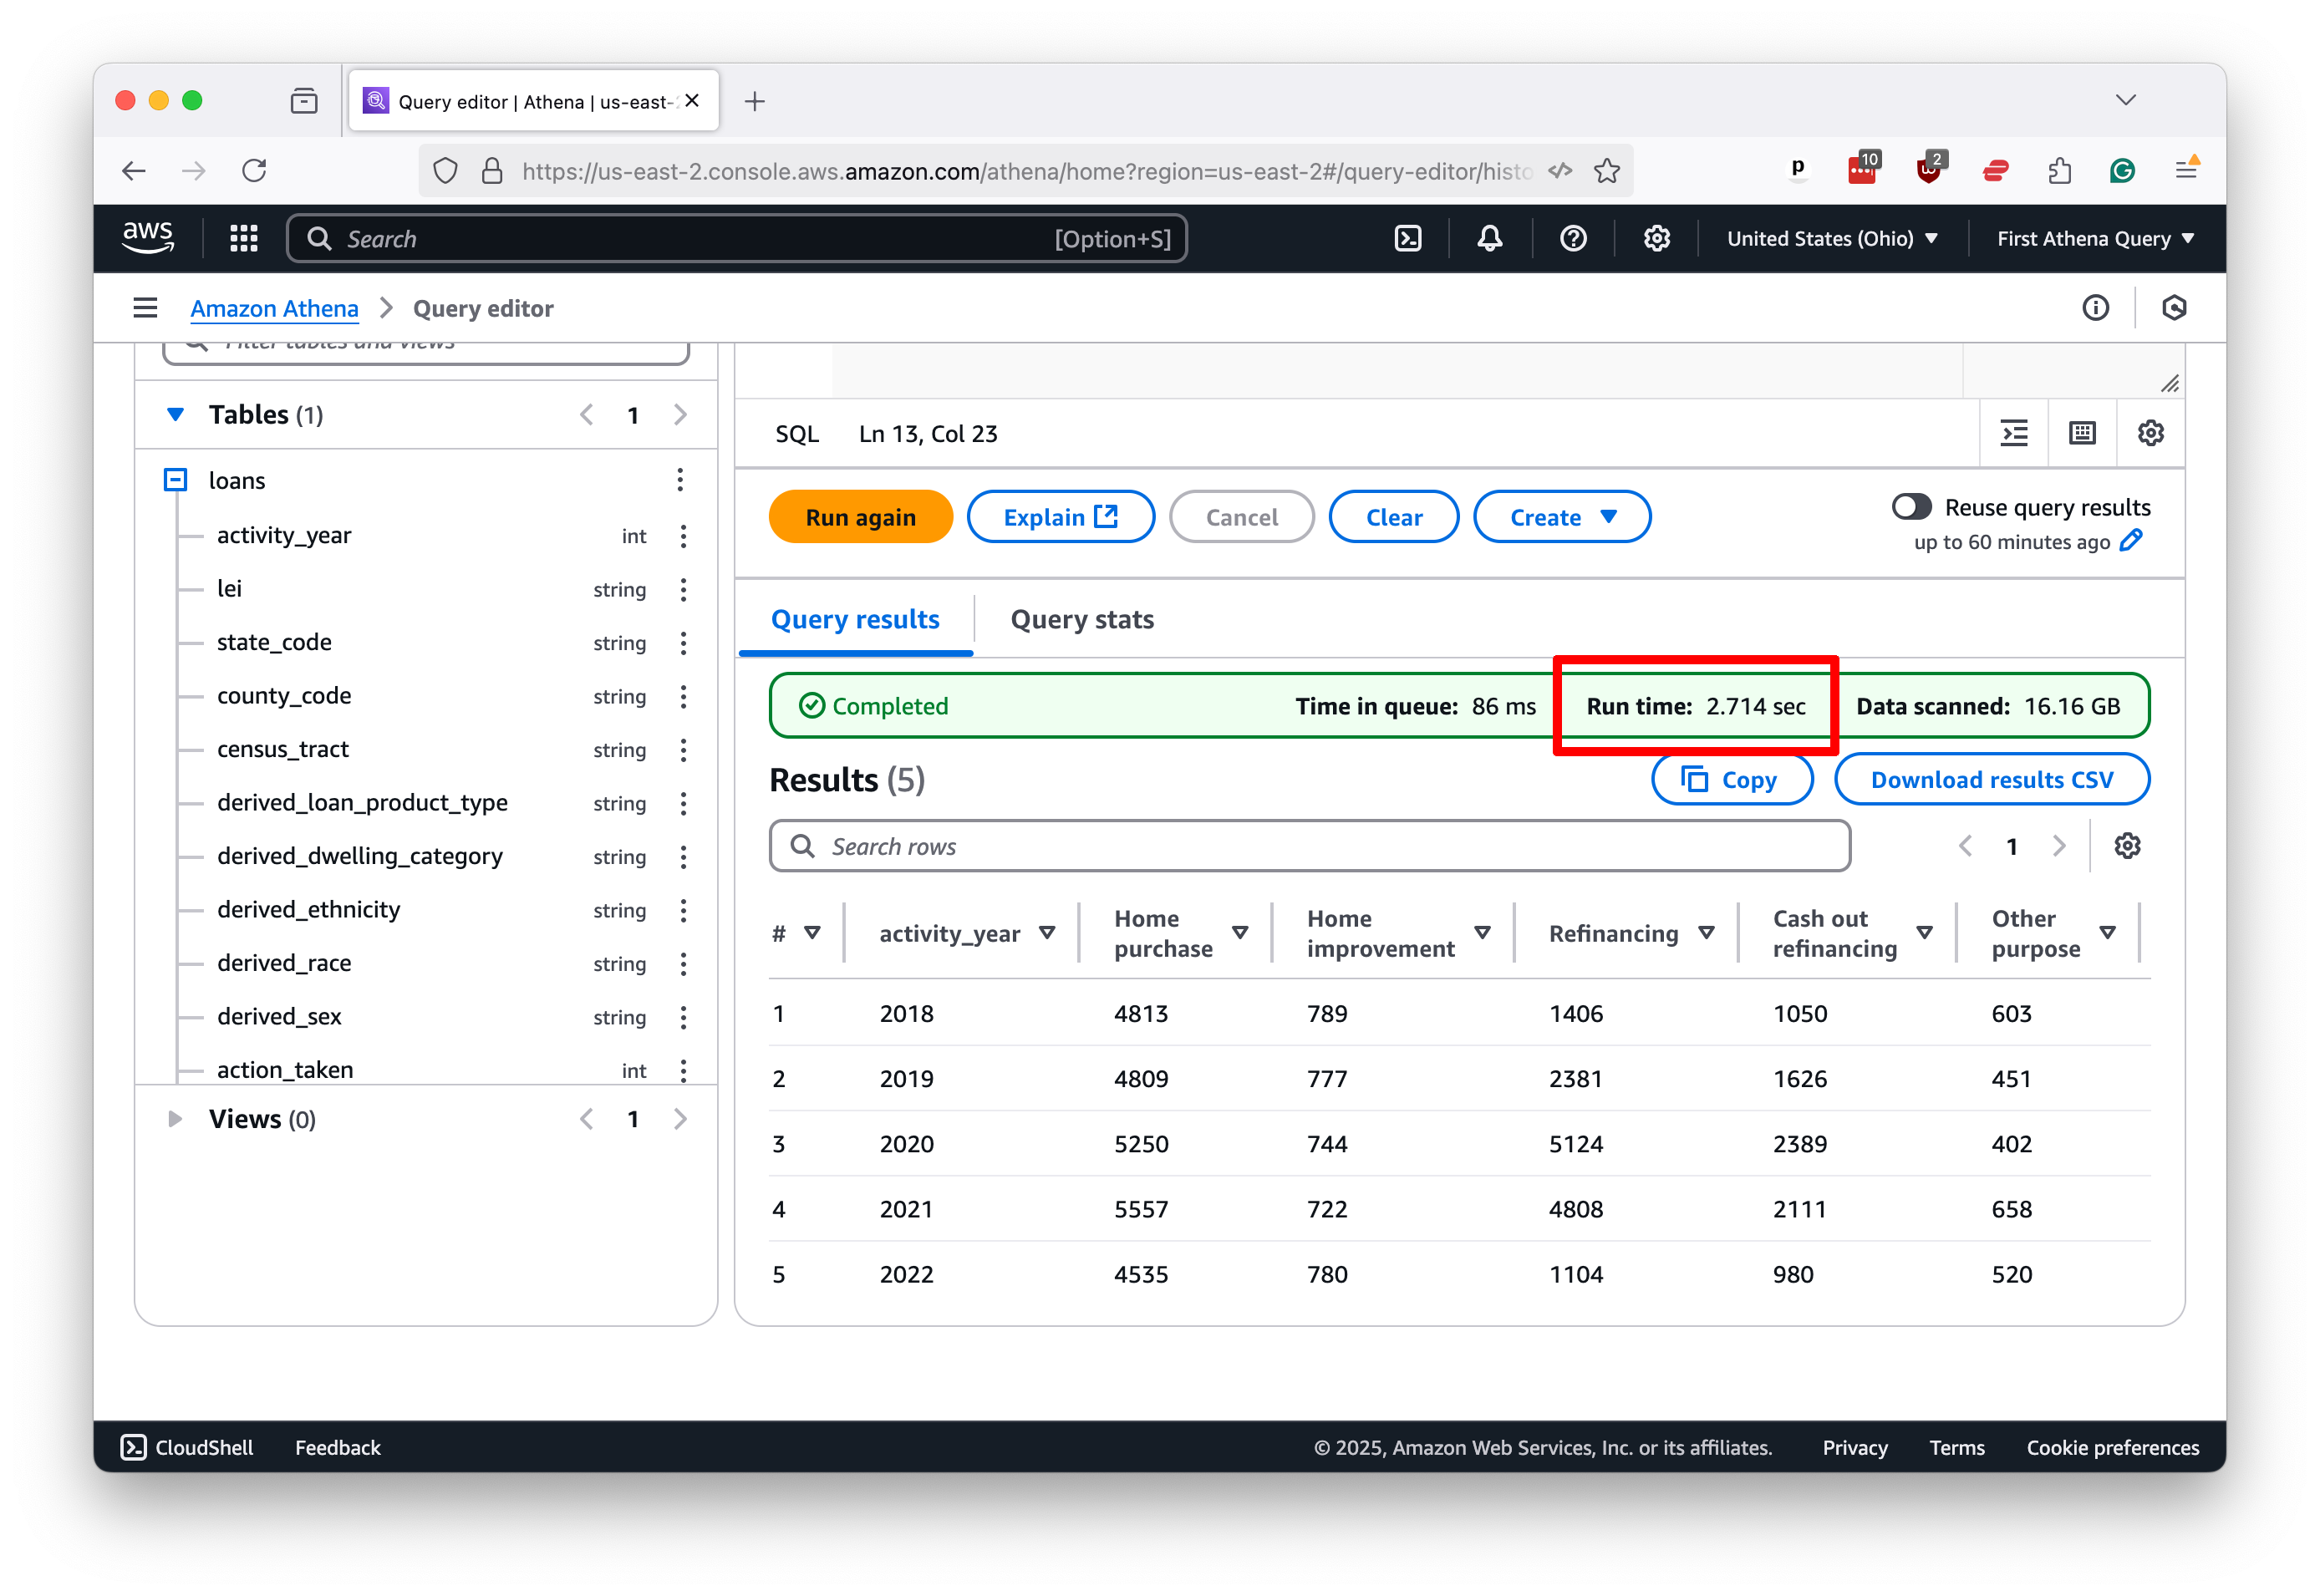 Query editor | Athena | us-east-2
https://us-east-2.console.aws.amazon.com/athena/home?region=us-east-2#/query-editor/histo
p
10
2
aws
Search
[Option+S]
United States (Ohio)
First Athena Query
Amazon Athena
Query editor
Filter tables and views
Tables (1)
1
loans
activity_year int
lei string
state_code string
county_code string
census_tract string
derived_loan_product_type string
derived_dwelling_category string
derived_ethnicity string
derived_race string
derived_sex string
action_taken int
Views (0)
1
SQL Ln 13, Col 23
Run again
Explain
Cancel
Clear
Create
Reuse query results
up to 60 minutes ago
Query results
Query stats
Completed
Time in queue: 86 ms
Run time: 2.714 sec
Data scanned: 16.16 GB
Results (5)
Copy
Download results CSV
Search rows
1
# activity_year Home purchase Home improvement Refinancing Cash out refinancing Other purpose
1 2018 4813 789 1406 1050 603
2 2019 4809 777 2381 1626 451
3 2020 5250 744 5124 2389 402
4 2021 5557 722 4808 2111 658
5 2022 4535 780 1104 980 520
CloudShell
Feedback
© 2025, Amazon Web Services, Inc. or its affiliates.
Privacy
Terms
Cookie preferences